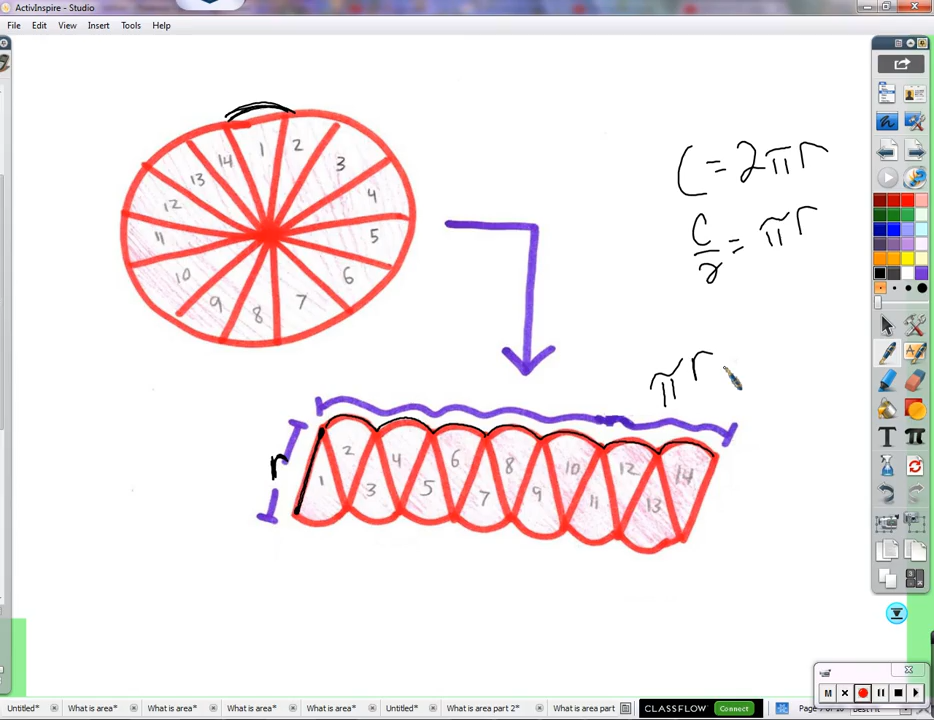 ActivInspire - Studio
File Edit View Insert Tools Help
C = 2πr
C/2 = πr
14 1 2 3 4 5 6 7 8 9 10 11 12 13
πr
r
2 4 6 8 10 12 14
1 3 5 7 9 11 13
M
Untitled* What is area* What is area* What is area* What is area* Untitled* What is area part 2* What is area part CLASSFLOW Connect